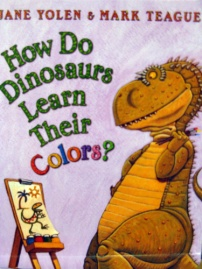 JANE YOLEN & MARK TEAGUE
How Do
Dinosaurs
Learn
Their
Colors?